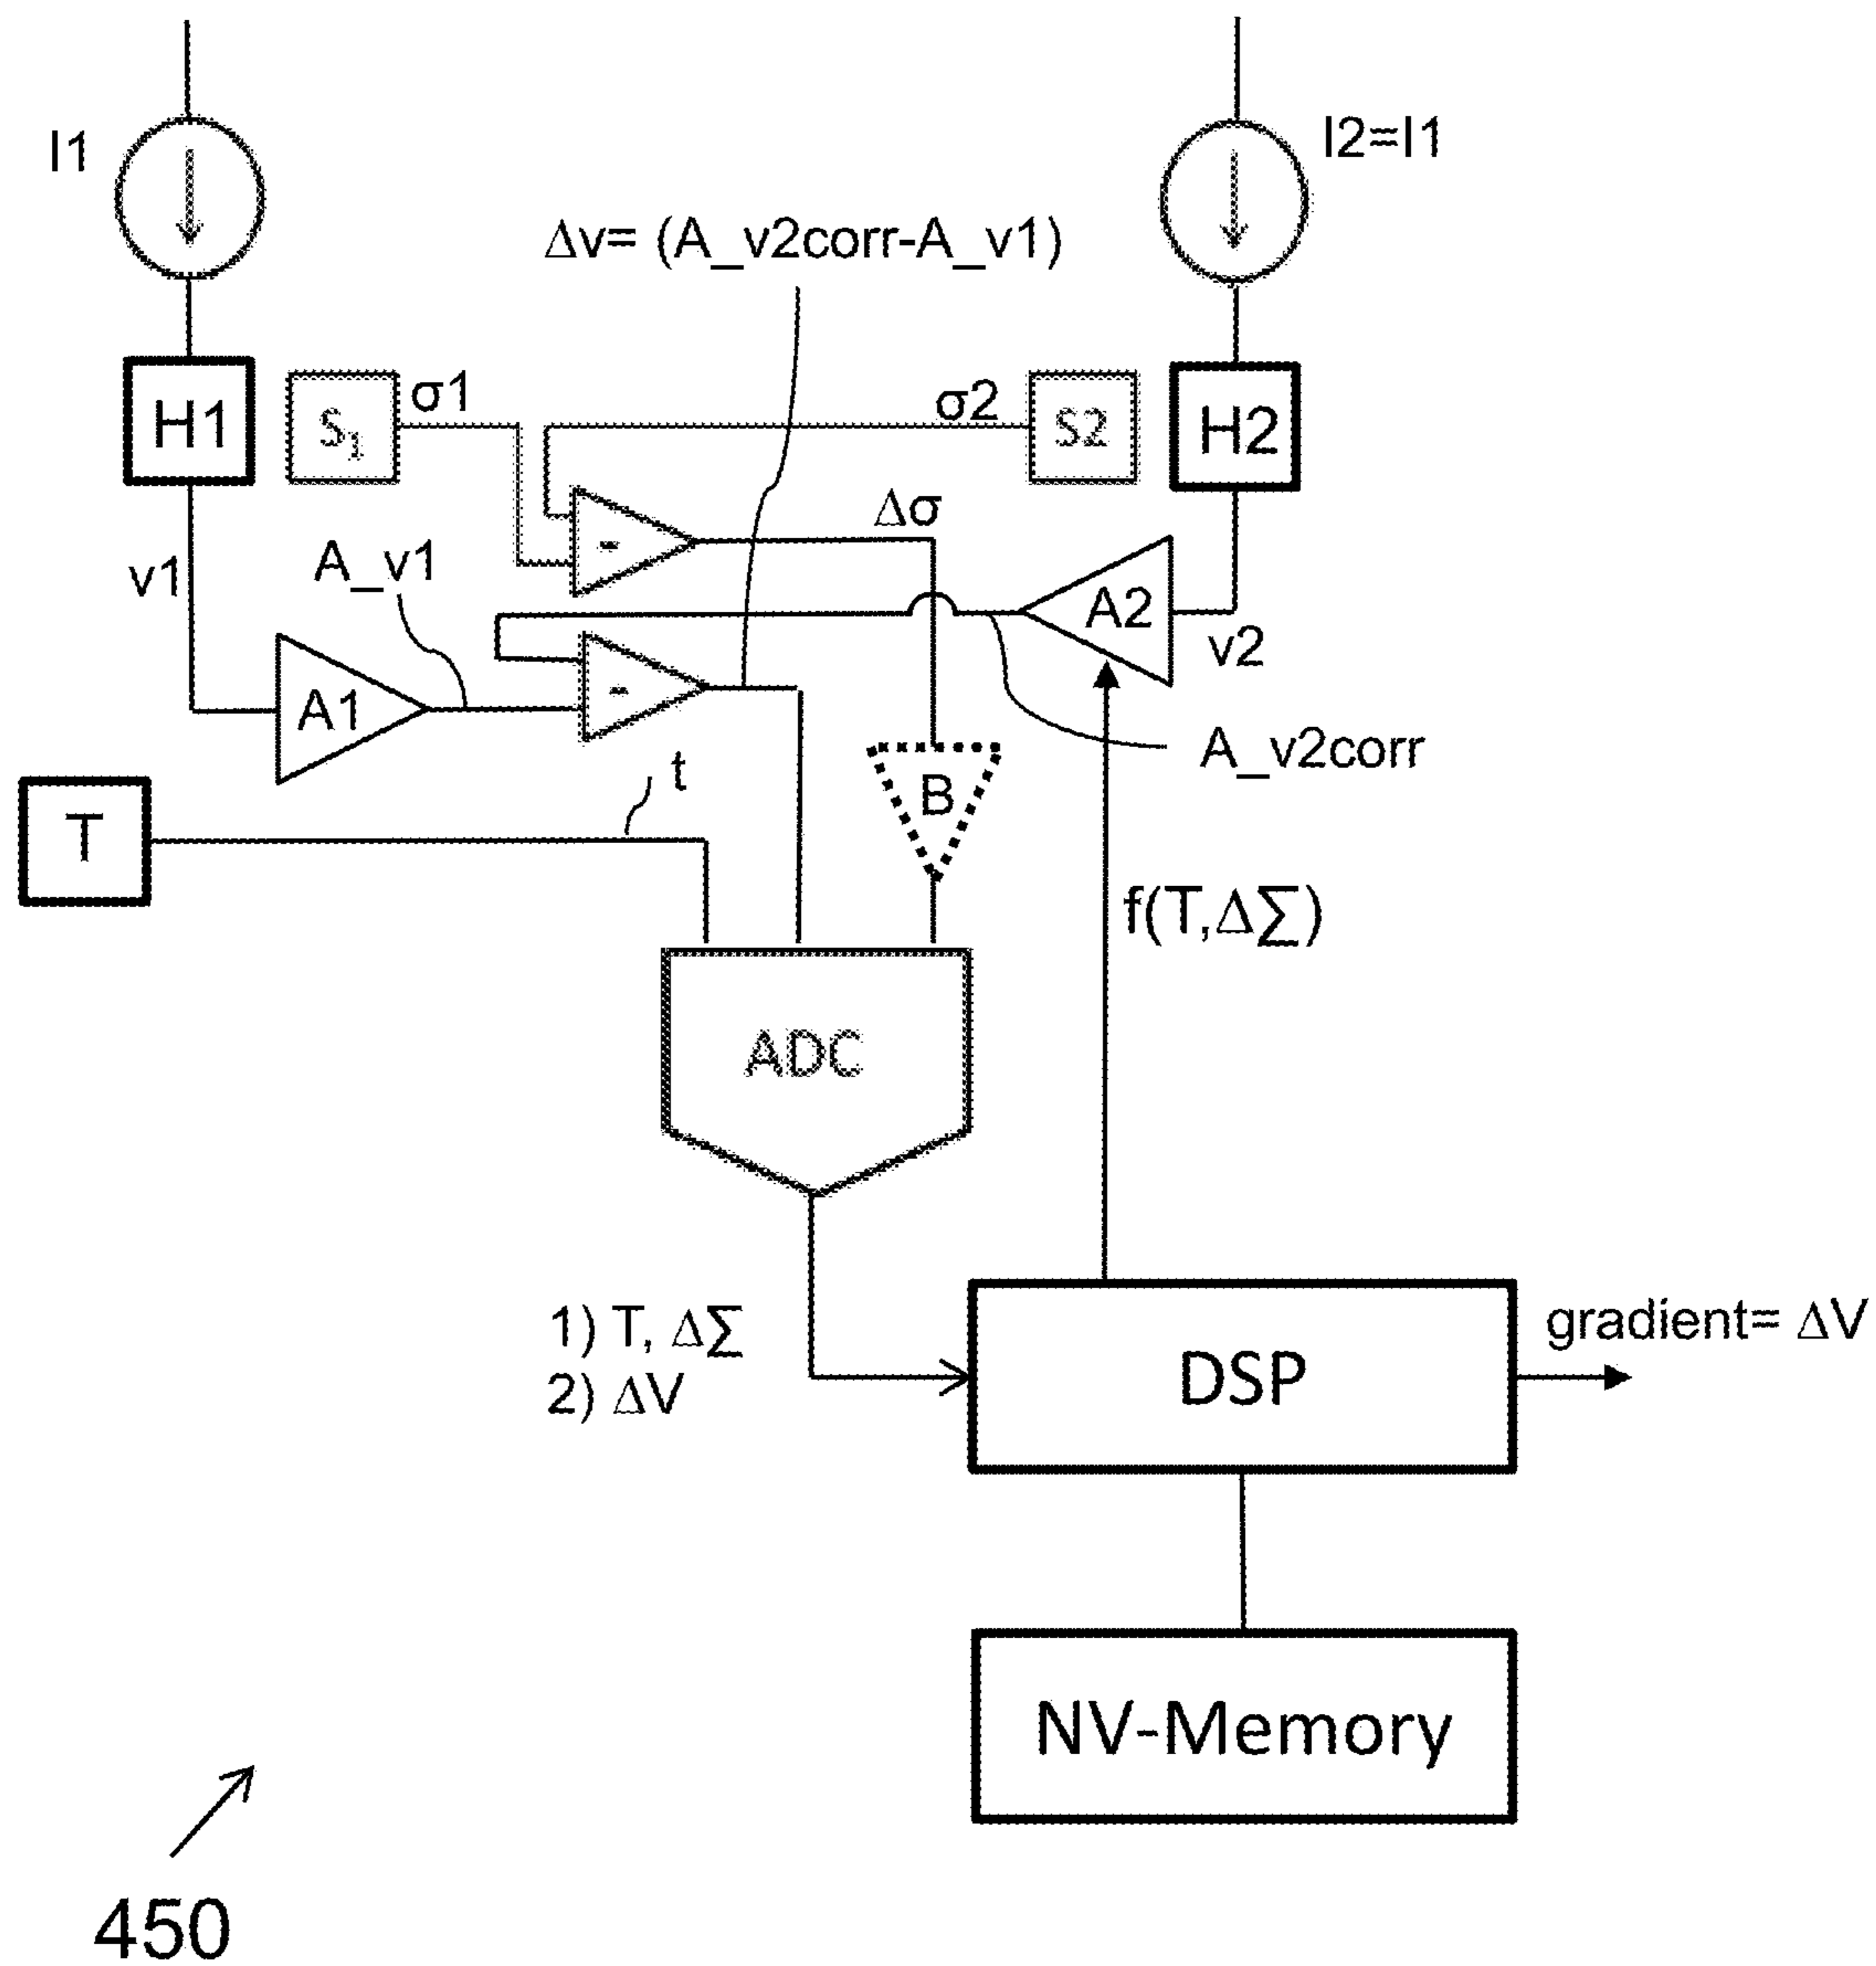 I1
I2=I1
Δv= (A_v2corr-A_v1)
H1
S1
σ1
σ2
S2
H2
Δσ
v1
A_v1
-
A2
v2
A1
-
A_v2corr
t
B
T
f(T,Δ∑)
ADC
1) T, Δ∑
2) ΔV
DSP
gradient= ΔV
NV-Memory
450